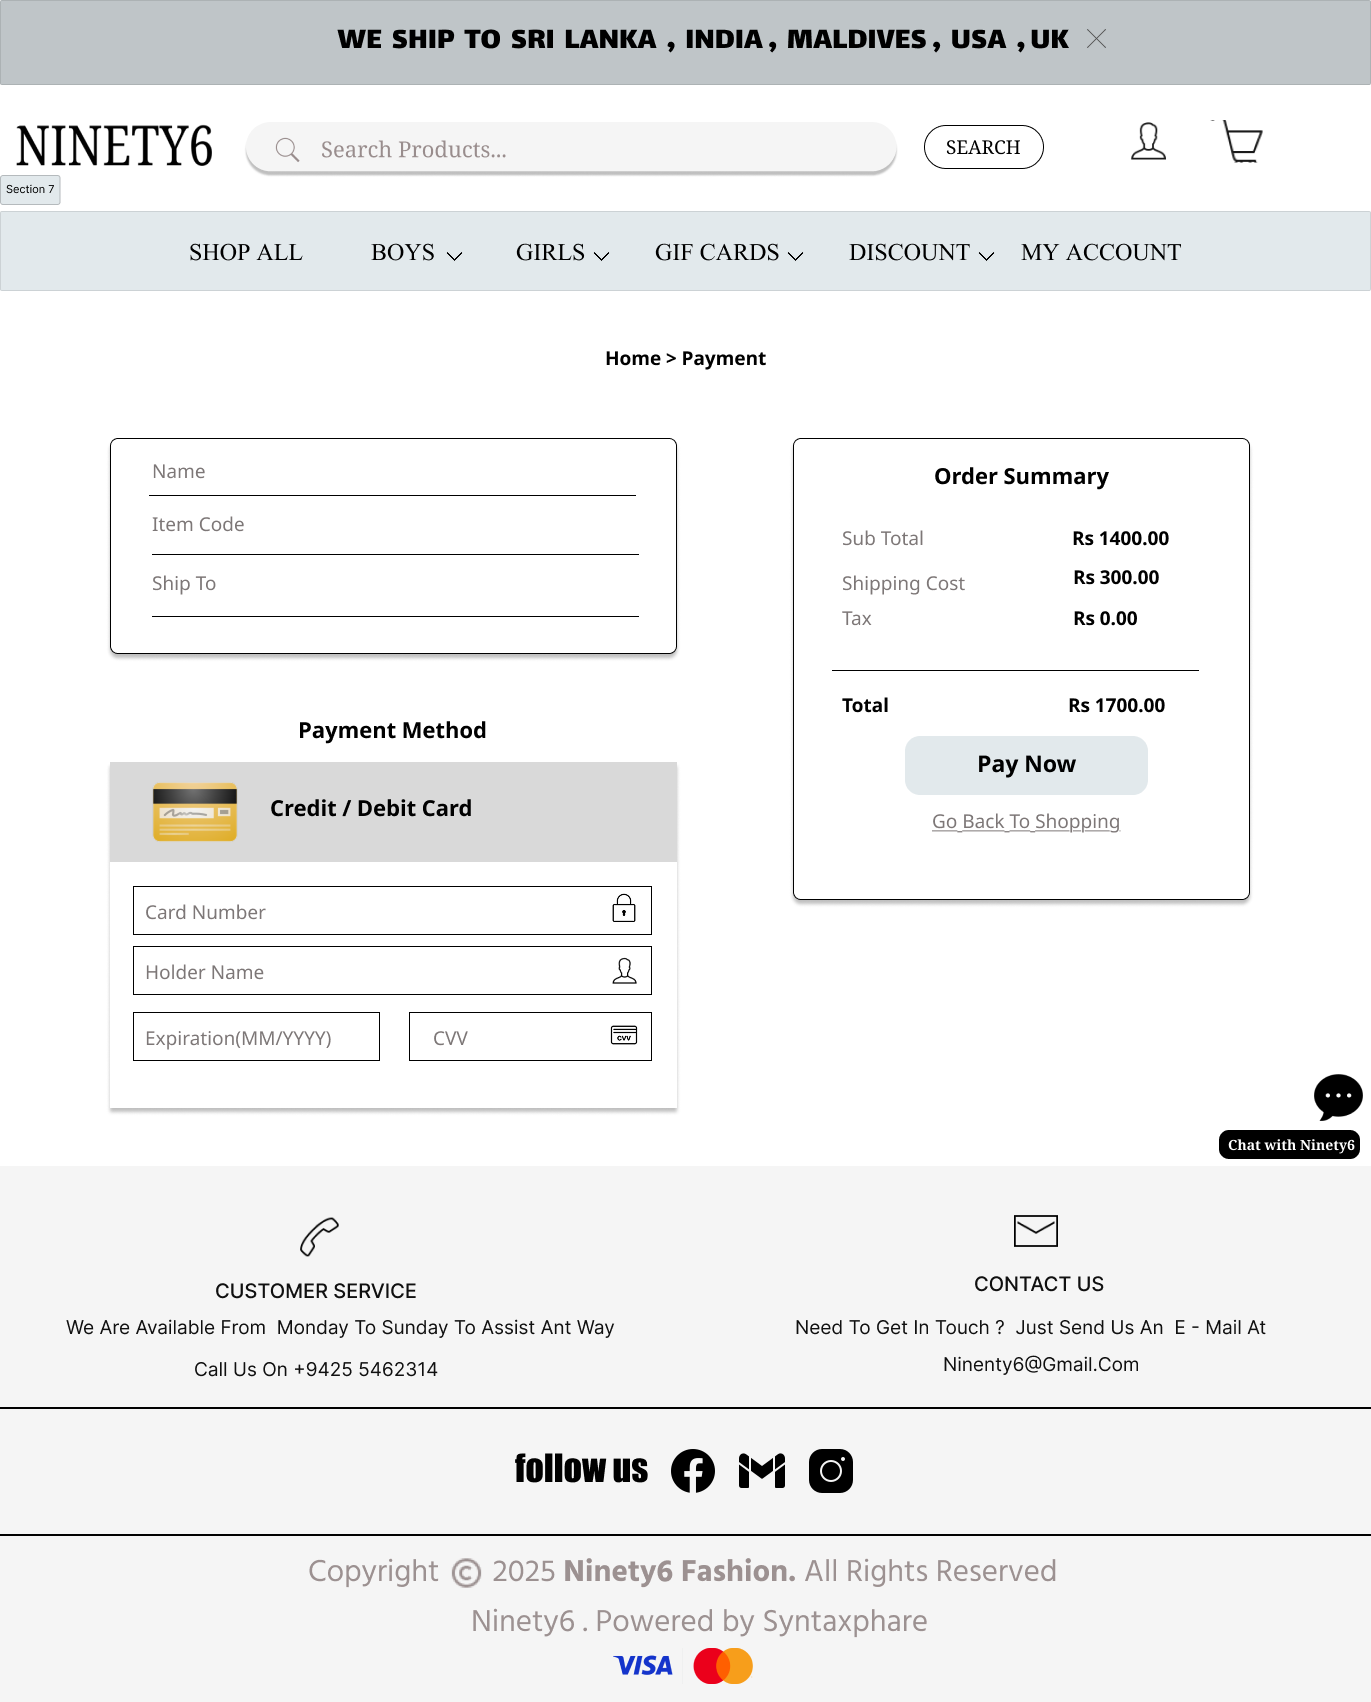 WE SHIP TO SRI LANKA , INDIA , MALDIVES , USA , UK
NINETY6
Search Products...
SEARCH
Section 7
SHOP ALL
BOYS
GIRLS
GIF CARDS
DISCOUNT
MY ACCOUNT
Home > Payment
Name
Item Code
Ship To
Order Summary
Sub Total Rs 1400.00
Shipping Cost Rs 300.00
Tax Rs 0.00
Total Rs 1700.00
Pay Now
Go Back To Shopping
Payment Method
Credit / Debit Card
Card Number
Holder Name
Expiration(MM/YYYY)
CVV
CVV
Chat with Ninety6
CUSTOMER SERVICE
We Are Available From Monday To Sunday To Assist Ant Way
Call Us On +9425 5462314
CONTACT US
Need To Get In Touch ? Just Send Us An E - Mail At
Ninenty6@Gmail.Com
follow us
Copyright © 2025 Ninety6 Fashion. All Rights Reserved
Ninety6 . Powered by Syntaxphare
VISA